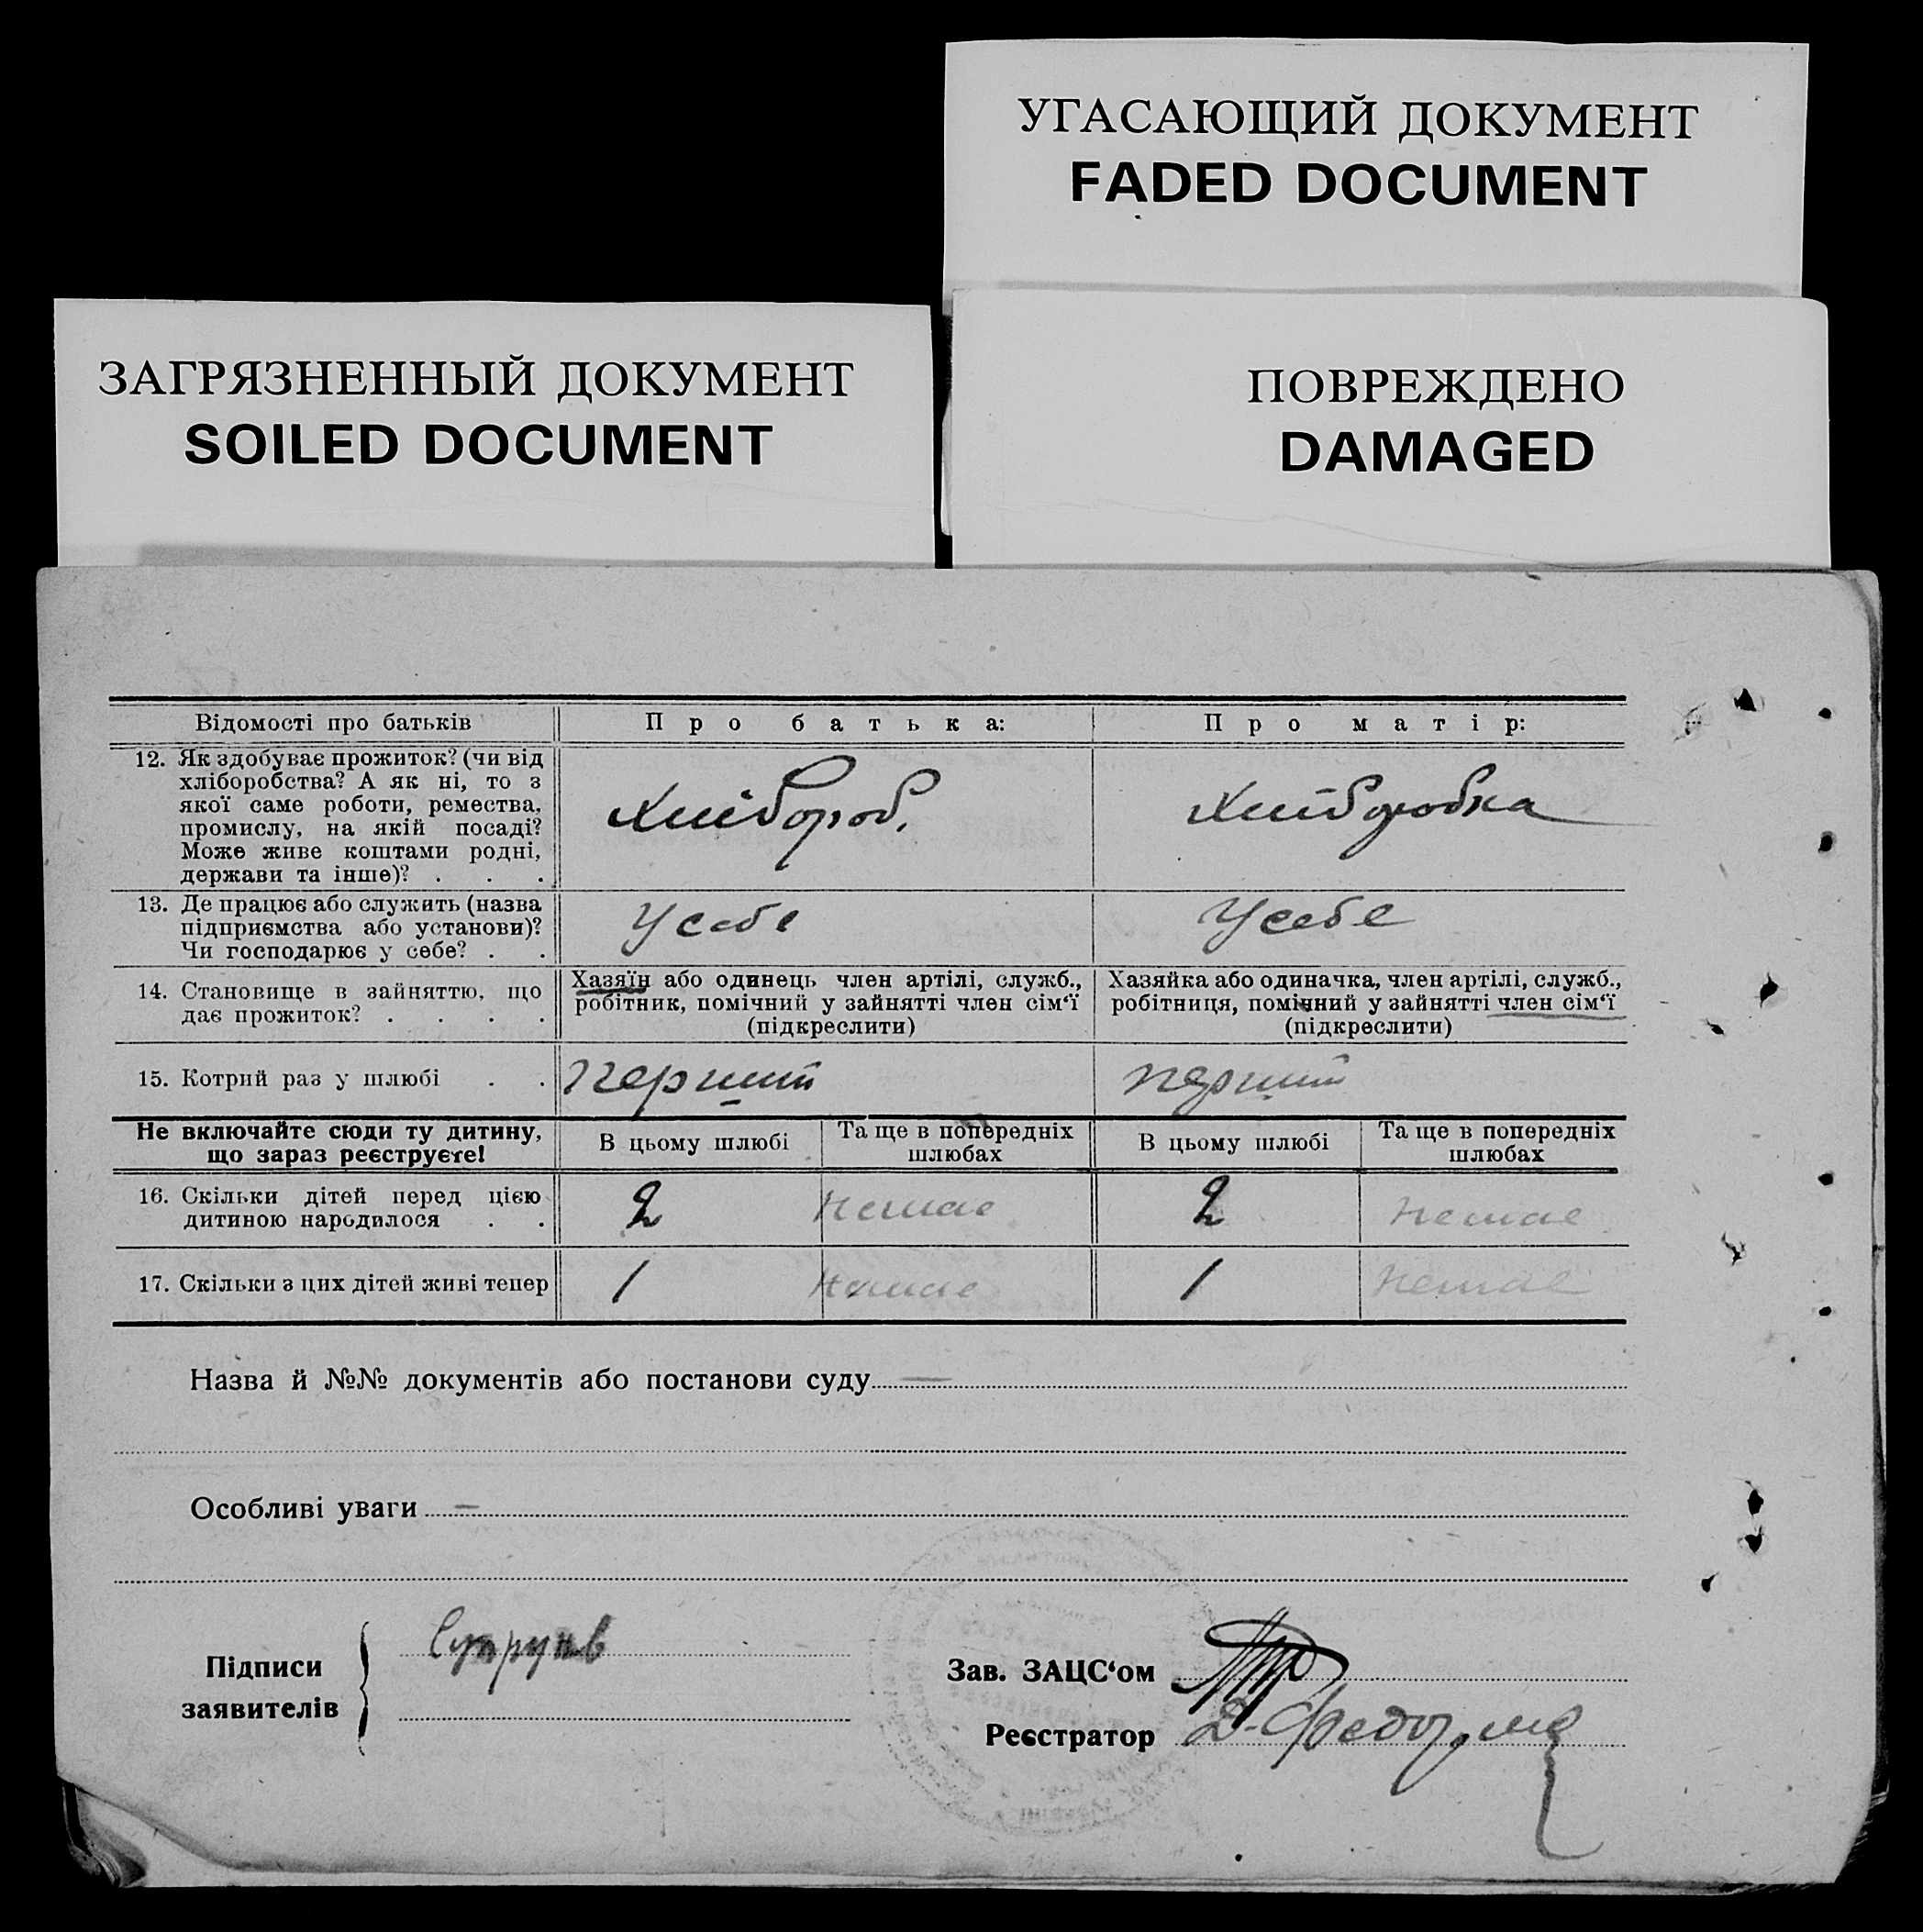 УГАСАЮЩИЙ ДОКУМЕНТ
FADED DOCUMENT
ЗАГРЯЗНЕННЫЙ ДОКУМЕНТ
SOILED DOCUMENT
ПОВРЕЖДЕНО
DAMAGED
Відомості про батьків
Про батька:
Про матір:
12. Як здобуває прожиток? (чи від
хліборобства? А як ні, то з
якої саме роботи, ремества,
промислу, на якій посаді?
Може живе коштами родні,
держави та інше)? . . .
Хлібороб.
Хліборобка
13. Де працює або служить (назва
підприємства або установи)?
Чи господарює у себе? . .
У себе
У себе
14. Становище в зайняттю, що
дає прожиток? . . . .
Хазяїн або одинець член артілі, служб.,
робітник, помічний у зайнятті член сім‘ї
(підкреслити)
Хазяйка або одиначка, член артілі, служб.,
робітниця, помічний у зайнятті член сім‘ї
(підкреслити)
15. Котрий раз у шлюбі . .
перший
перший
Не включайте сюди ту дитину,
що зараз реєструєте!
В цьому шлюбі
Та ще в попередніх
шлюбах
В цьому шлюбі
Та ще в попередніх
шлюбах
16. Скільки дітей перед цією
дитиною народилося . .
2
немає
2
немає
17. Скільки з цих дітей живі тепер
1
немає
1
немає
Назва й №№ документів або постанови суду —
Особливі уваги —
Підписи
заявителів
Зав. ЗАЦС‘ом
Реєстратор